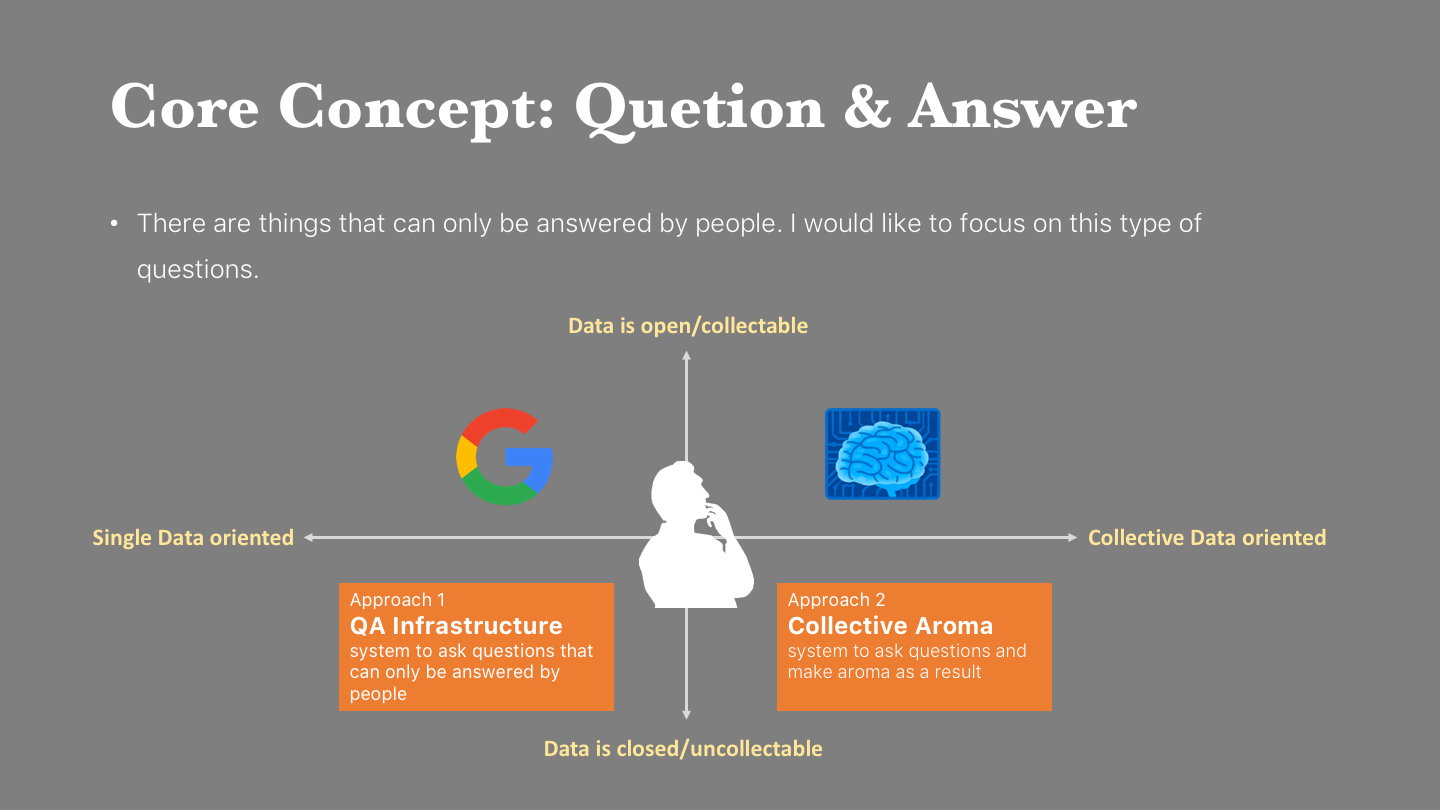 Core Concept: Quetion & Answer
• There are things that can only be answered by people. I would like to focus on this type of
questions.
Data is open/collectable
Single Data oriented
Collective Data oriented
Approach 1
QA Infrastructure
system to ask questions that
can only be answered by
people
Approach 2
Collective Aroma
system to ask questions and
make aroma as a result
Data is closed/uncollectable